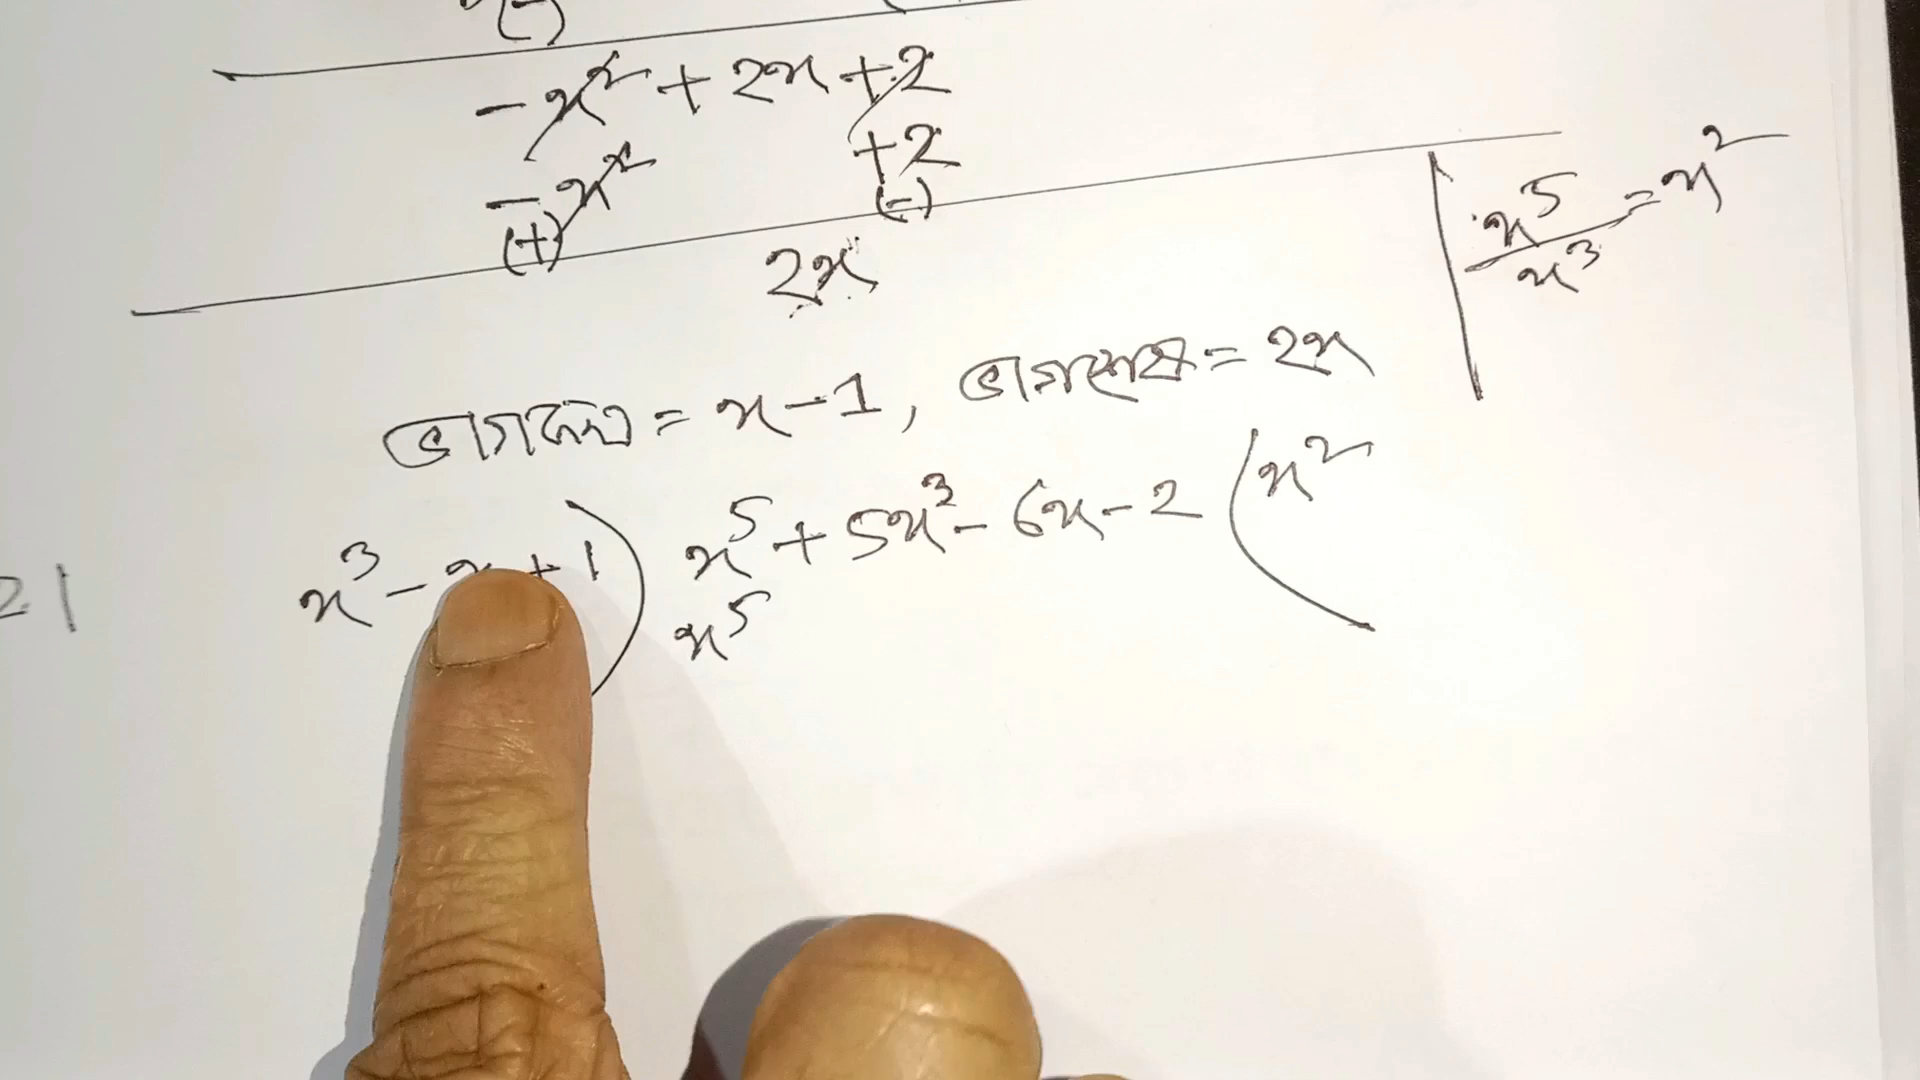 (-)
-x² + 2x + 2
-x² +2
(+) (-)
2x
x⁵/x³ = x²
ভাগফল = x-1, ভাগশেষ = 2x
21 x³ - x + 1 ) x⁵ + 5x³ - 6x - 2 ( x²
x⁵